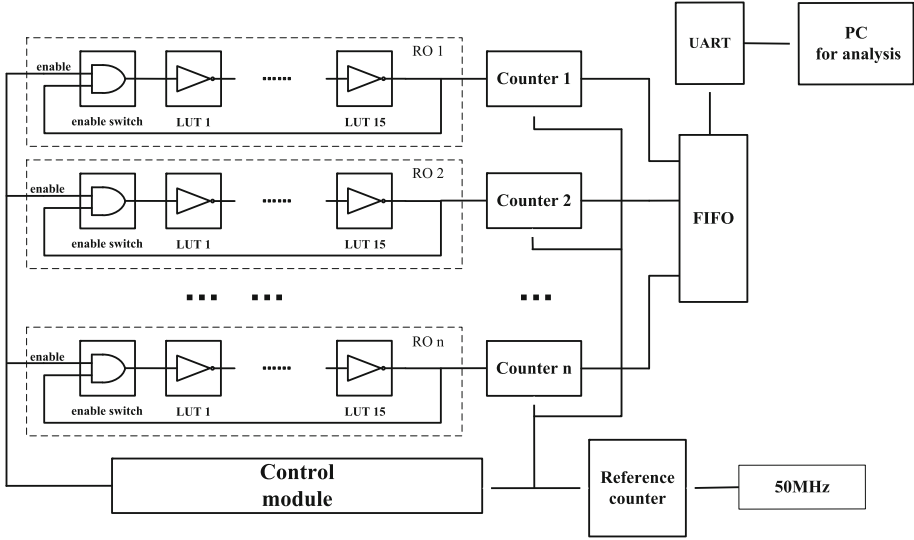 RO 1
enable
enable switch
LUT 1
......
LUT 15
Counter 1
UART
PC
for analysis
RO 2
enable
enable switch
LUT 1
......
LUT 15
Counter 2
FIFO
... ...
...
RO n
enable
enable switch
LUT 1
......
LUT 15
Counter n
Control
module
Reference
counter
50MHz